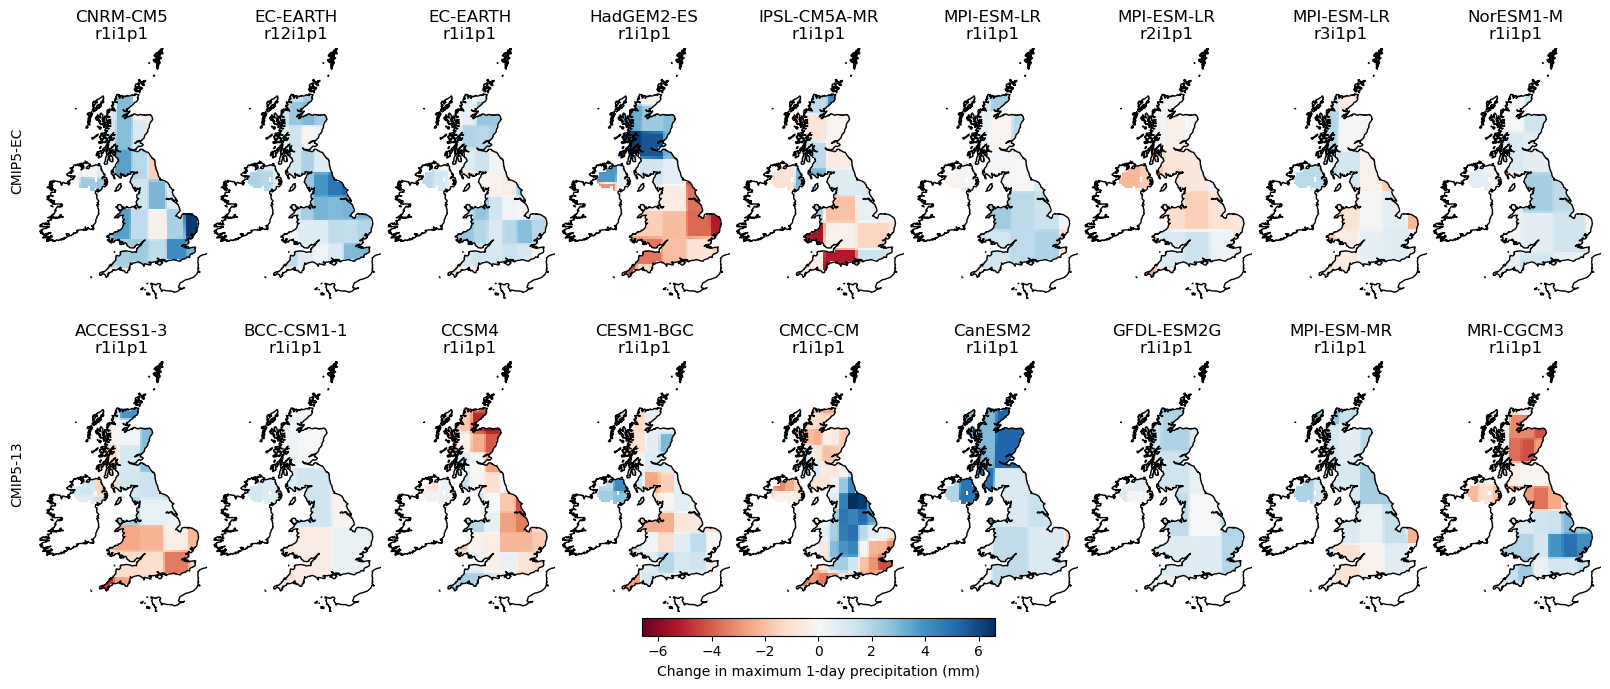 CNRM-CM5 EC-EARTH EC-EARTH HadGEM2-ES IPSL-CM5A-MR MPI-ESM-LR MPI-ESM-LR MPI-ESM-LR NorESM1-M
r1i1p1 r12i1p1 r1i1p1 r1i1p1 r1i1p1 r1i1p1 r2i1p1 r3i1p1 r1i1p1
CMIP5-EC
ACCESS1-3 BCC-CSM1-1 CCSM4 CESM1-BGC CMCC-CM CanESM2 GFDL-ESM2G MPI-ESM-MR MRI-CGCM3
r1i1p1 r1i1p1 r1i1p1 r1i1p1 r1i1p1 r1i1p1 r1i1p1 r1i1p1 r1i1p1
CMIP5-13
−6 −4 −2 0 2 4 6
Change in maximum 1-day precipitation (mm)